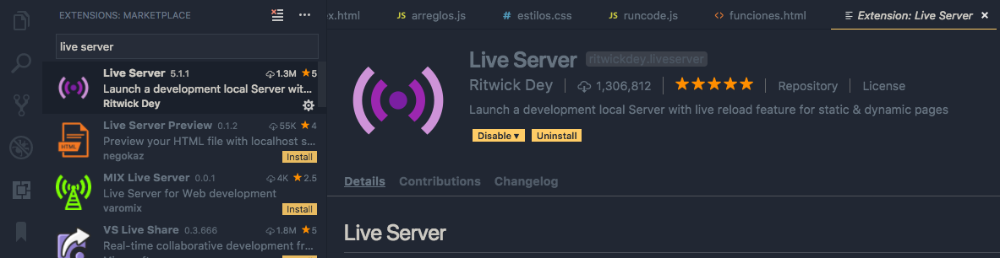 EXTENSIONS: MARKETPLACE
live server
Live Server 5.1.1 1.3M 5
Launch a development local Server wit...
Ritwick Dey
Live Server Preview 0.1.2 55K 4
Preview your HTML file with localhost s...
negokaz Install
HTML
MIX Live Server 0.0.1 4K 2.5
Live Server for Web development
varomix Install
VS Live Share 0.3.666 1.8M 5
Real-time collaborative development fr...
ex.html JS arreglos.js # estilos.css JS runcode.js <> funciones.html Extension: Live Server ×
Live Server ritwickdey.liveserver
Ritwick Dey 1,306,812 Repository License
Launch a development local Server with live reload feature for static & dynamic pages
Disable ▾ Uninstall
Details Contributions Changelog
Live Server